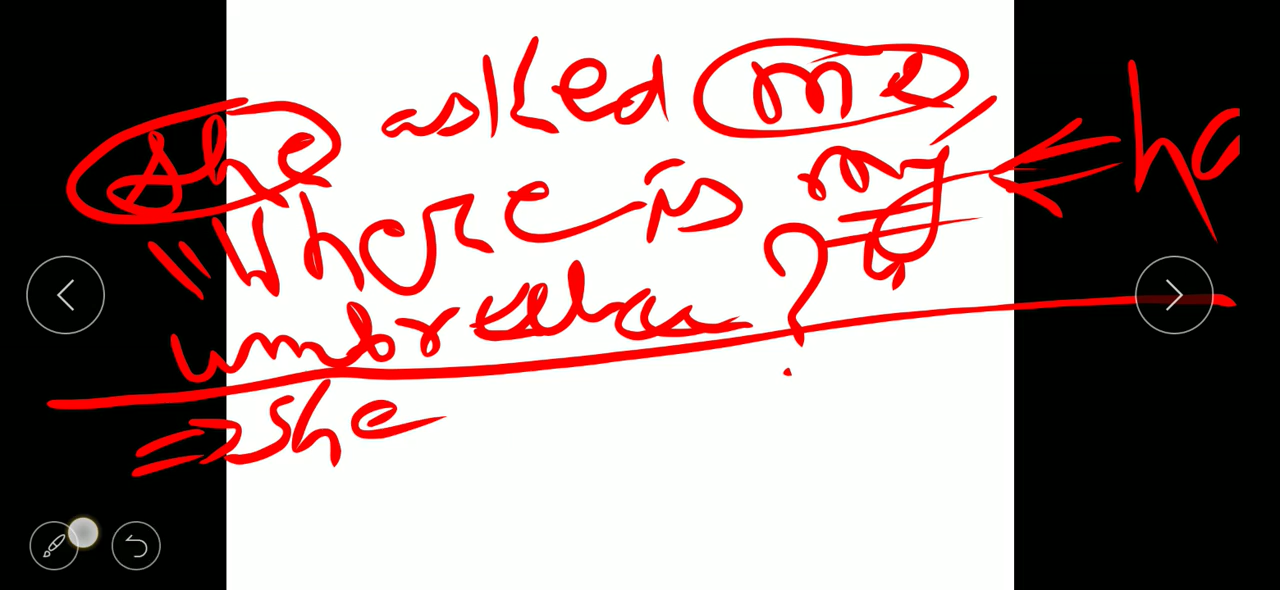 she asked me,
"Where is my
umbrella?
⇒ she